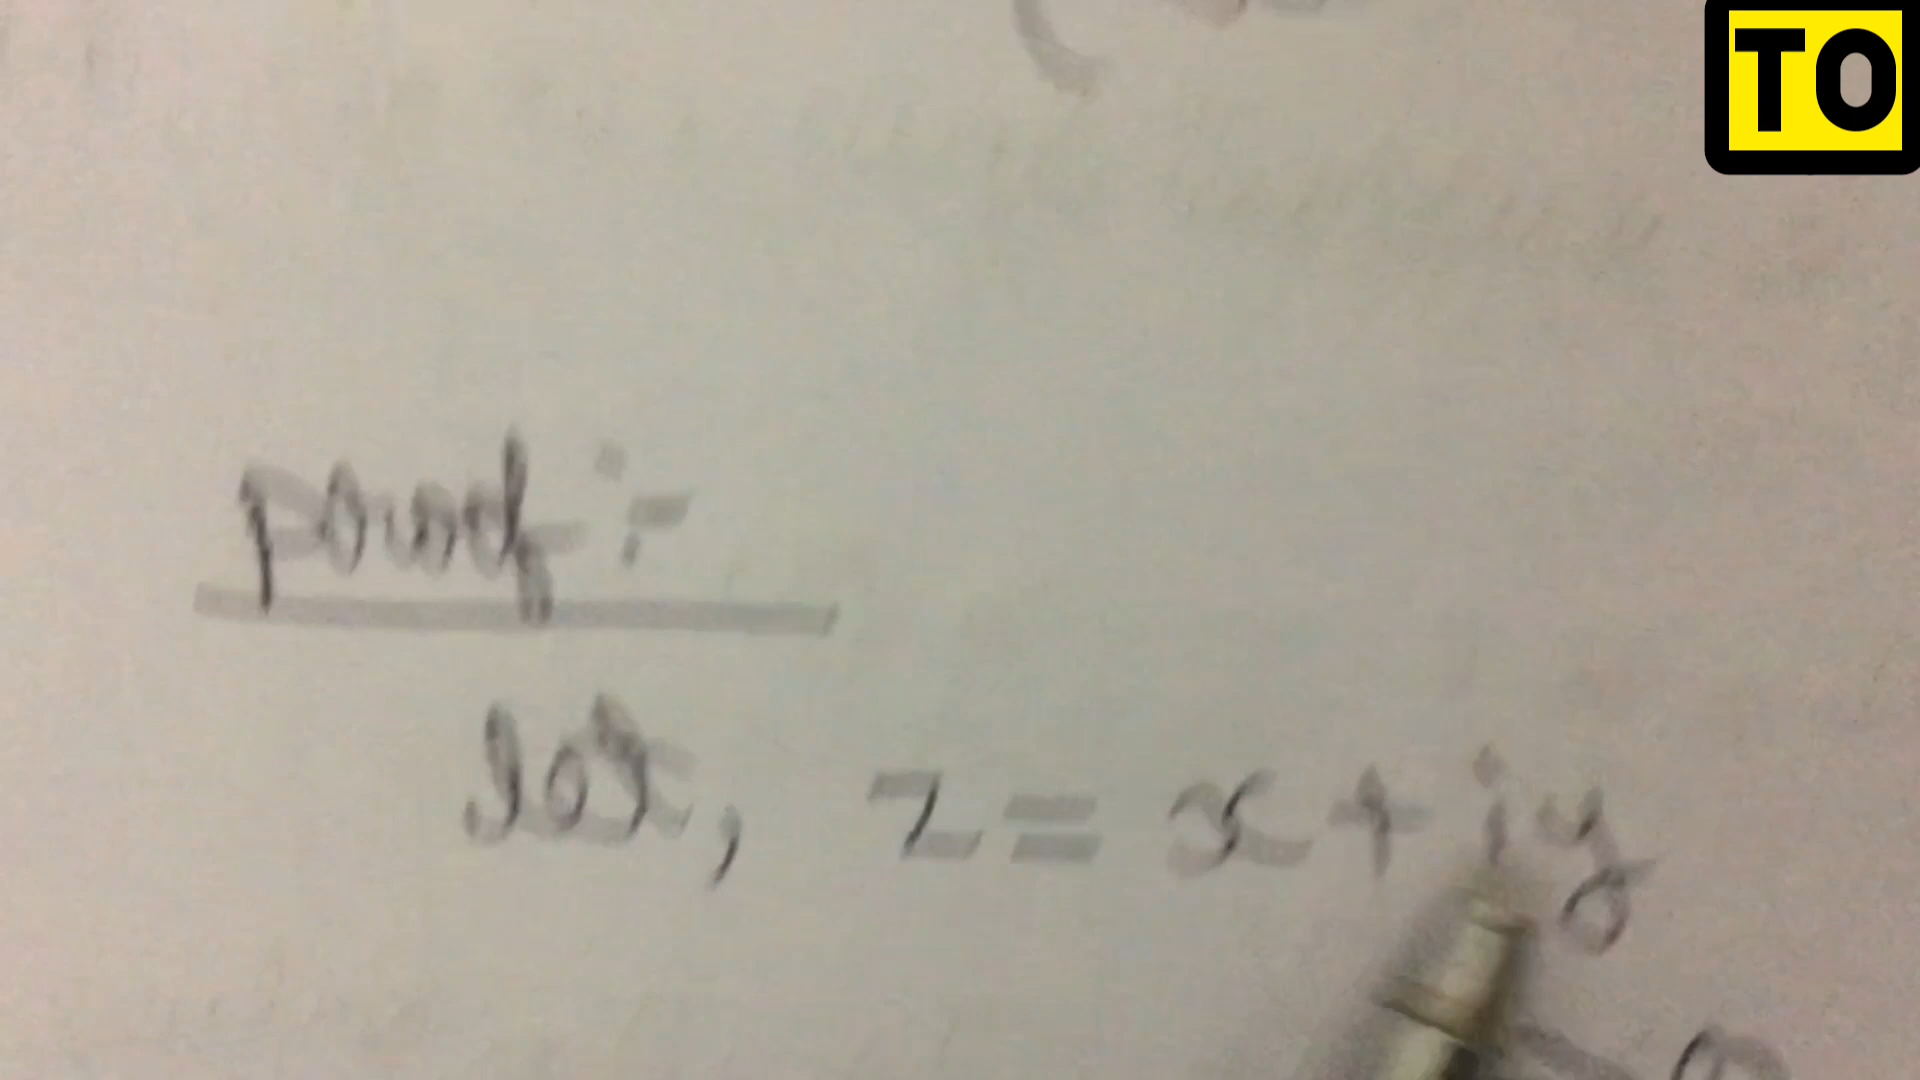 TO
proof :-
let, z = x + iy